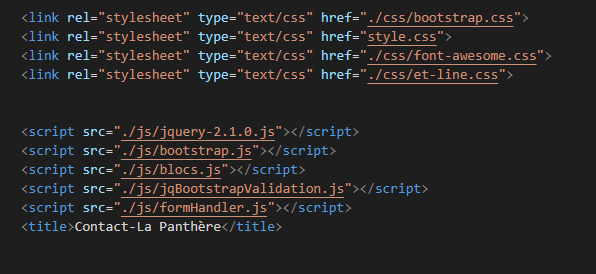 <link rel="stylesheet" type="text/css" href="./css/bootstrap.css">
<link rel="stylesheet" type="text/css" href="style.css">
<link rel="stylesheet" type="text/css" href="./css/font-awesome.css">
<link rel="stylesheet" type="text/css" href="./css/et-line.css">
<script src="./js/jquery-2.1.0.js"></script>
<script src="./js/bootstrap.js"></script>
<script src="./js/blocs.js"></script>
<script src="./js/jqBootstrapValidation.js"></script>
<script src="./js/formHandler.js"></script>
<title>Contact-La Panthère</title>